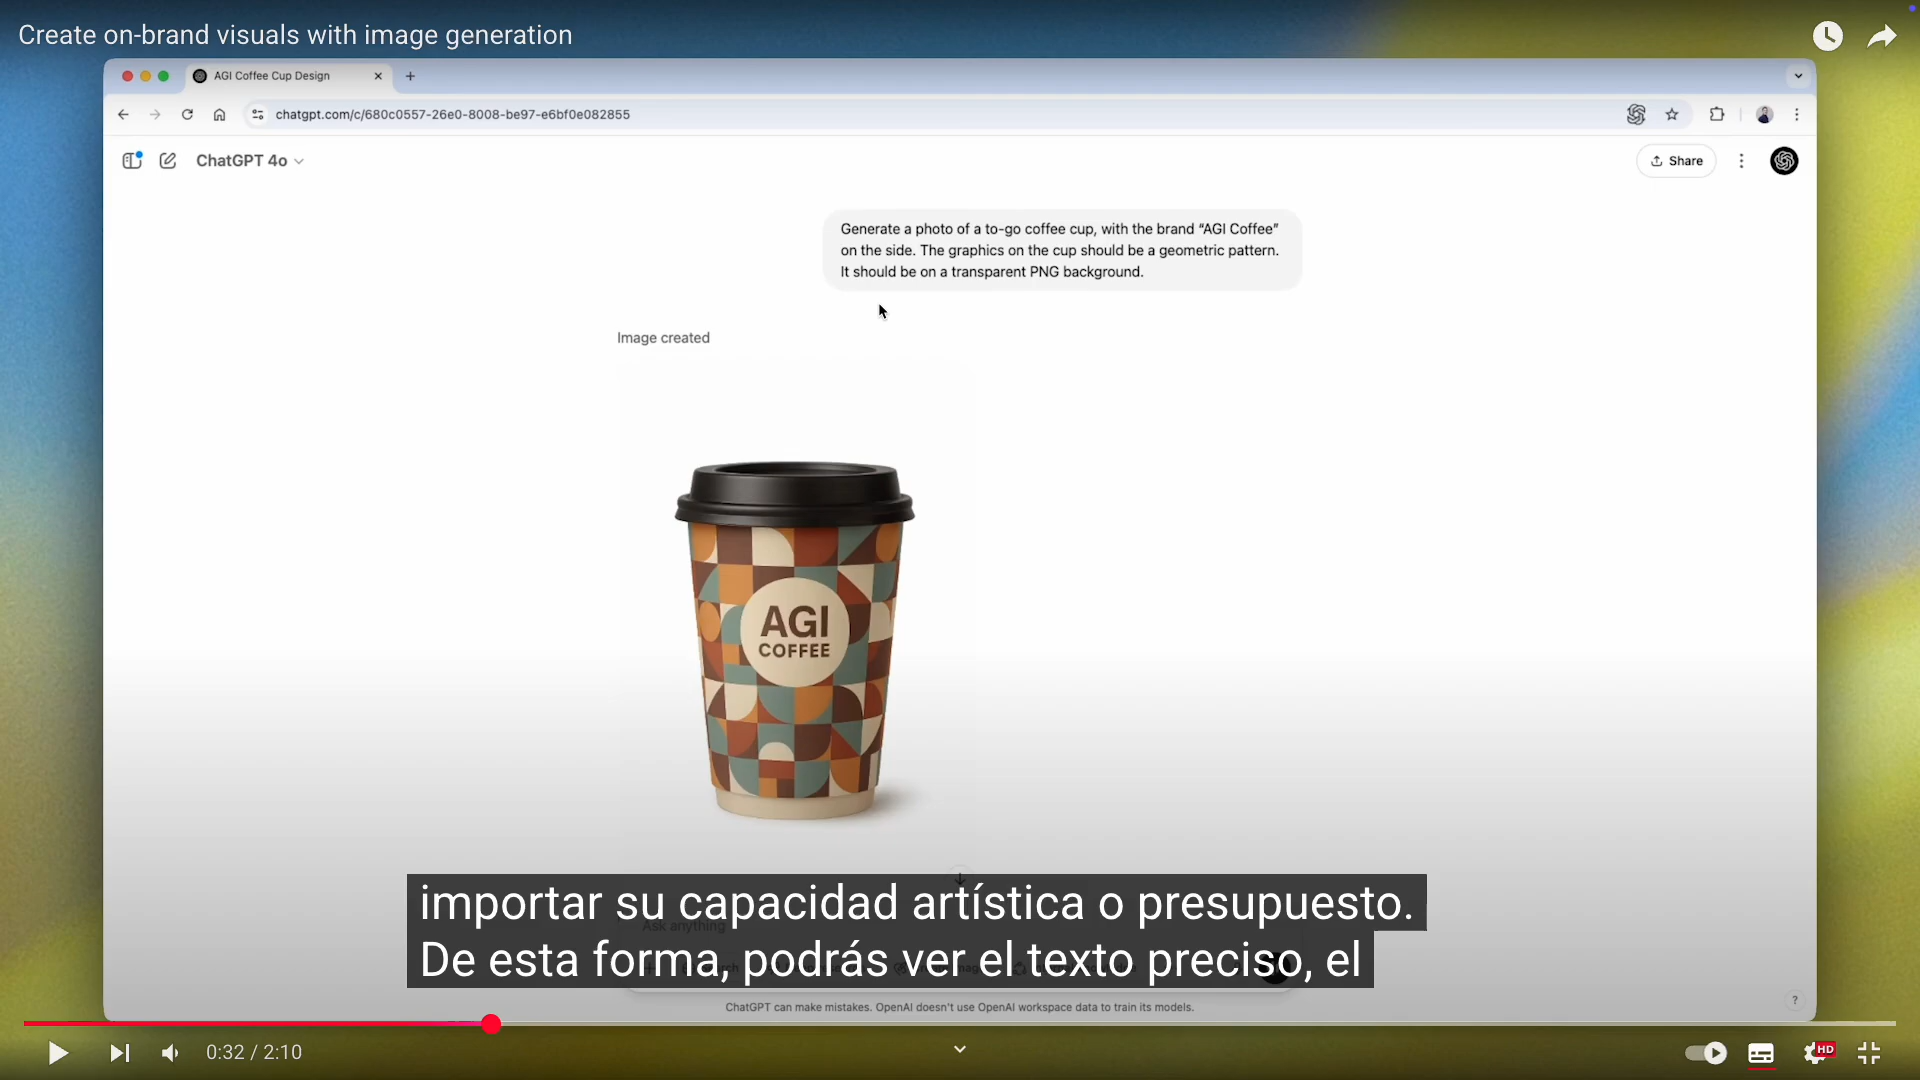 Create on-brand visuals with image generation
AGI Coffee Cup Design
chatgpt.com/c/680c0557-26e0-8008-be97-e6bf0e082855
ChatGPT 4o
Share
Generate a photo of a to-go coffee cup, with the brand “AGI Coffee”
on the side. The graphics on the cup should be a geometric pattern.
It should be on a transparent PNG background.
Image created
AGI
COFFEE
importar su capacidad artística o presupuesto.
Ask anything
De esta forma, podrás ver el texto preciso, el
ChatGPT can make mistakes. OpenAI doesn't use OpenAI workspace data to train its models.
?
0:32 / 2:10
HD